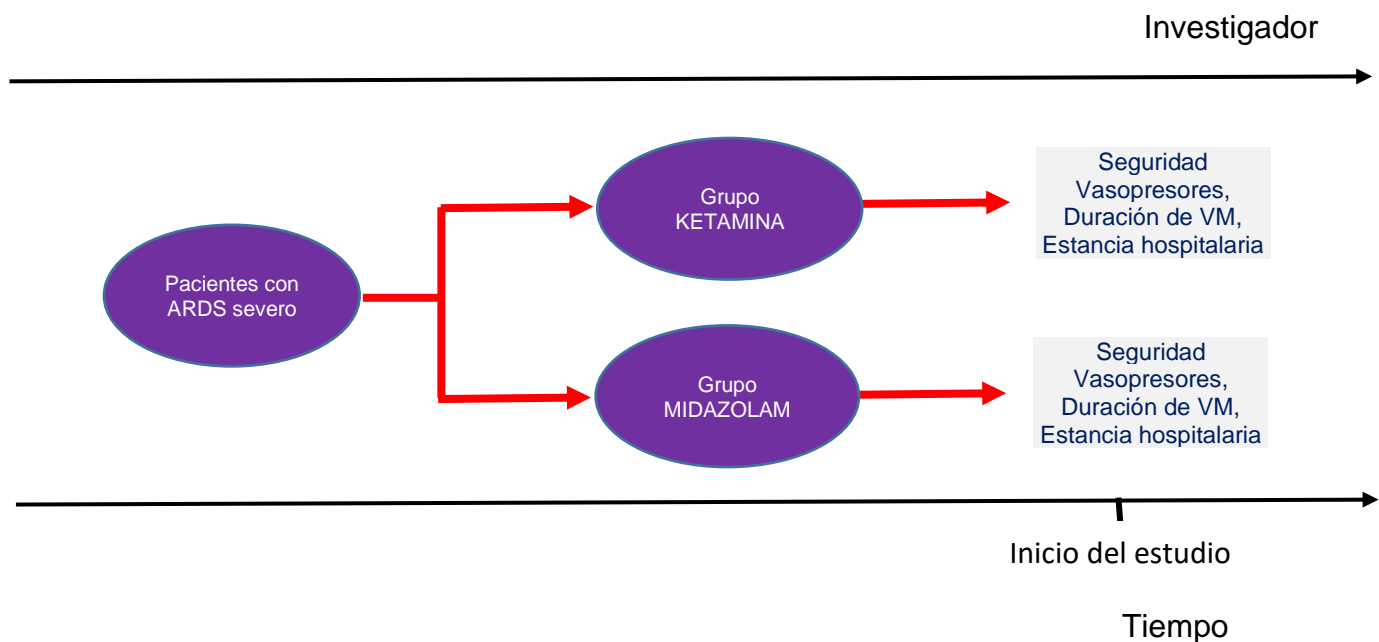 Investigador
Grupo
KETAMINA
Seguridad
Vasopresores,
Duración de VM,
Estancia hospitalaria
Pacientes con
ARDS severo
Grupo
MIDAZOLAM
Seguridad
Vasopresores,
Duración de VM,
Estancia hospitalaria
Inicio del estudio
Tiempo